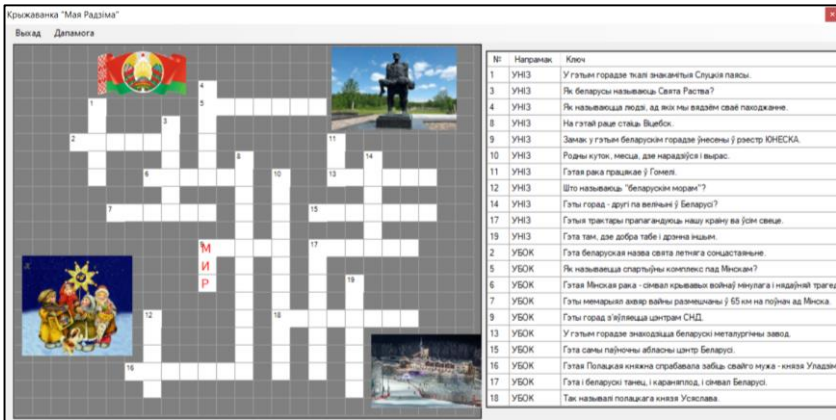 Крыжаванка "Мая Радзіма"
Выхад Дапамога
4
1
5
3
2
11
8
14
6
10
13
7
15
9
17
М
И
Р
19
12
18
16
№ Напрамак Ключ
1 УНІЗ У гэтым горадзе ткалі знакамітыя Слуцкія паясы.
3 УНІЗ Як беларусы называюць Свята Раства?
4 УНІЗ Як называюцца людзі, ад якіх мы вядзём сваё паходжанне.
8 УНІЗ На гэтай раце стаіць Віцебск.
9 УНІЗ Замак у гэтым беларускім горадзе ўнесены ў рэестр ЮНЕСКА.
10 УНІЗ Родны куток, месца, дзе нарадзіўся і вырас.
11 УНІЗ Гэтая рака працякае ў Гомелі.
12 УНІЗ Што называюць "беларускім морам"?
14 УНІЗ Гэты горад - другі па велічыні ў Беларусі?
17 УНІЗ Гэтыя трактары прапагандуюць нашу краіну ва ўсім свеце.
19 УНІЗ Гэта там, дзе добра табе і дрэнна іншым.
2 УБОК Гэта беларуская назва свята летняга сонцастаяньне.
5 УБОК Як называецца спартыўны комплекс пад Мінскам?
6 УБОК Гэтая Мінская рака - сімвал крывавых войнаў мінулага і нядаўняй трагед
7 УБОК Гэты мемарыял ахвяр вайны размешчаны ў 65 км на поўнач ад Мінска.
9 УБОК Гэты горад з'яўляецца цэнтрам СНД.
13 УБОК У гэтым горадзе знаходзіцца беларускі металургічны завод.
15 УБОК Гэта самы паўночны абласны цэнтр Беларусі.
16 УБОК Гэтая Полацкая княжна спрабавала забіць свайго мужа - князя Уладзім
17 УБОК Гэта і беларускі танец, і караняплод, і сімвал Беларусі.
18 УБОК Так называлі полацкага князя Усяслава.